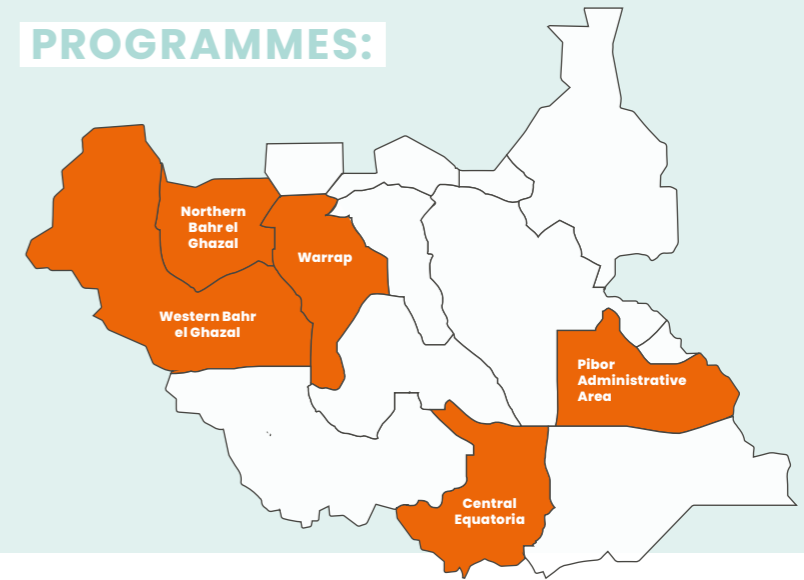 PROGRAMMES:
Northern
Bahr el
Ghazal
Warrap
Western Bahr
el Ghazal
Pibor
Administrative
Area
Central
Equatoria